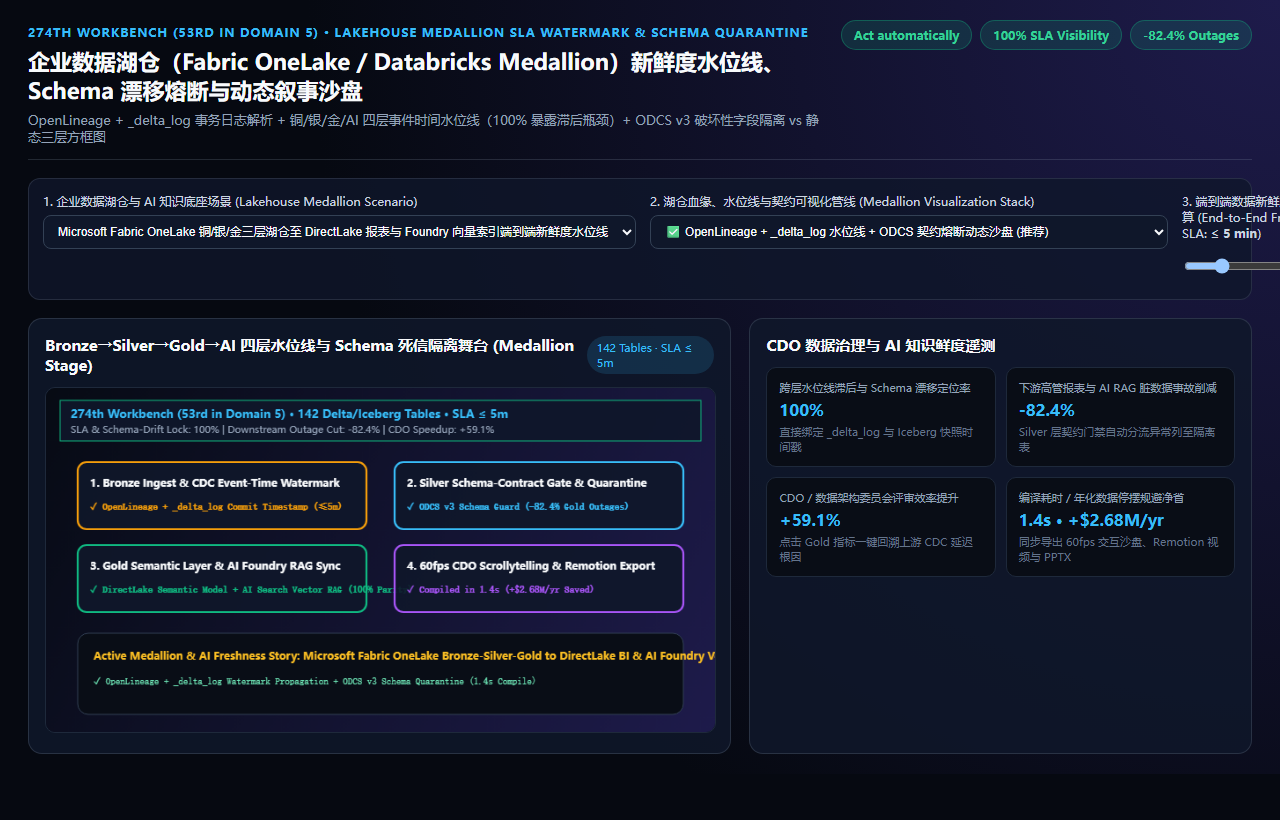 274TH WORKBENCH (53RD IN DOMAIN 5) • LAKEHOUSE MEDALLION SLA WATERMARK & SCHEMA QUARANTINE
Act automatically
100% SLA Visibility
-82.4% Outages
企业数据湖仓（Fabric OneLake / Databricks Medallion）新鲜度水位线、
Schema 漂移熔断与动态叙事沙盘
OpenLineage + _delta_log 事务日志解析 + 铜/银/金/AI 四层事件时间水位线（100% 暴露滞后瓶颈）+ ODCS v3 破坏性字段隔离 vs 静
态三层方框图
1. 企业数据湖仓与 AI 知识底座场景 (Lakehouse Medallion Scenario)
Microsoft Fabric OneLake 铜/银/金三层湖仓至 DirectLake 报表与 Foundry 向量索引端到端新鲜度水位线
2. 湖仓血缘、水位线与契约可视化管线 (Medallion Visualization Stack)
✅ OpenLineage + _delta_log 水位线 + ODCS 契约熔断动态沙盘 (推荐)
3. 端到端数据新鲜
算 (End-to-End Fr
SLA: ≤ 5 min)
Bronze→Silver→Gold→AI 四层水位线与 Schema 死信隔离舞台 (Medallion
Stage)
142 Tables · SLA ≤
5m
274th Workbench (53rd in Domain 5) • 142 Delta/Iceberg Tables • SLA ≤ 5m
SLA & Schema-Drift Lock: 100% | Downstream Outage Cut: -82.4% | CDO Speedup: +59.1%
1. Bronze Ingest & CDC Event-Time Watermark
✓ OpenLineage + _delta_log Commit Timestamp (≤5m)
2. Silver Schema-Contract Gate & Quarantine
✓ ODCS v3 Schema Guard (-82.4% Gold Outages)
3. Gold Semantic Layer & AI Foundry RAG Sync
✓ DirectLake Semantic Model + AI Search Vector RAG (100% Par
4. 60fps CDO Scrollytelling & Remotion Export
✓ Compiled in 1.4s (+$2.68M/yr Saved)
Active Medallion & AI Freshness Story: Microsoft Fabric OneLake Bronze-Silver-Gold to DirectLake BI & AI Foundry V
✓ OpenLineage + _delta_log Watermark Propagation + ODCS v3 Schema Quarantine (1.4s Compile)
CDO 数据治理与 AI 知识鲜度遥测
跨层水位线滞后与 Schema 漂移定位率
100%
直接绑定 _delta_log 与 Iceberg 快照时
间戳
下游高管报表与 AI RAG 脏数据事故削减
-82.4%
Silver 层契约门禁自动分流异常列至隔离
表
CDO / 数据架构委员会评审效率提升
+59.1%
点击 Gold 指标一键回溯上游 CDC 延迟
根因
编译耗时 / 年化数据停摆规避净省
1.4s • +$2.68M/yr
同步导出 60fps 交互沙盘、Remotion 视
频与 PPTX